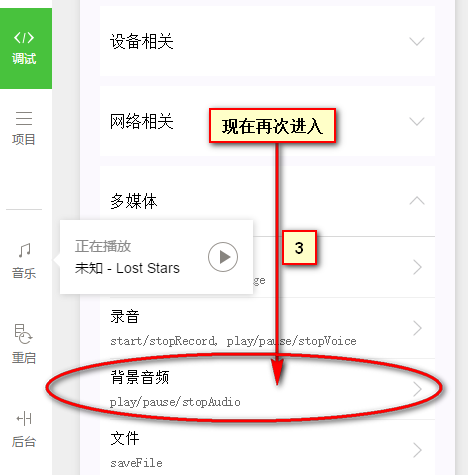 调试
项目
音乐
重启
后台
设备相关
网络相关
现在再次进入
多媒体
3
正在播放
未知 - Lost Stars
ge
录音
start/stopRecord, play/pause/stopVoice
背景音频
play/pause/stopAudio
文件
saveFile